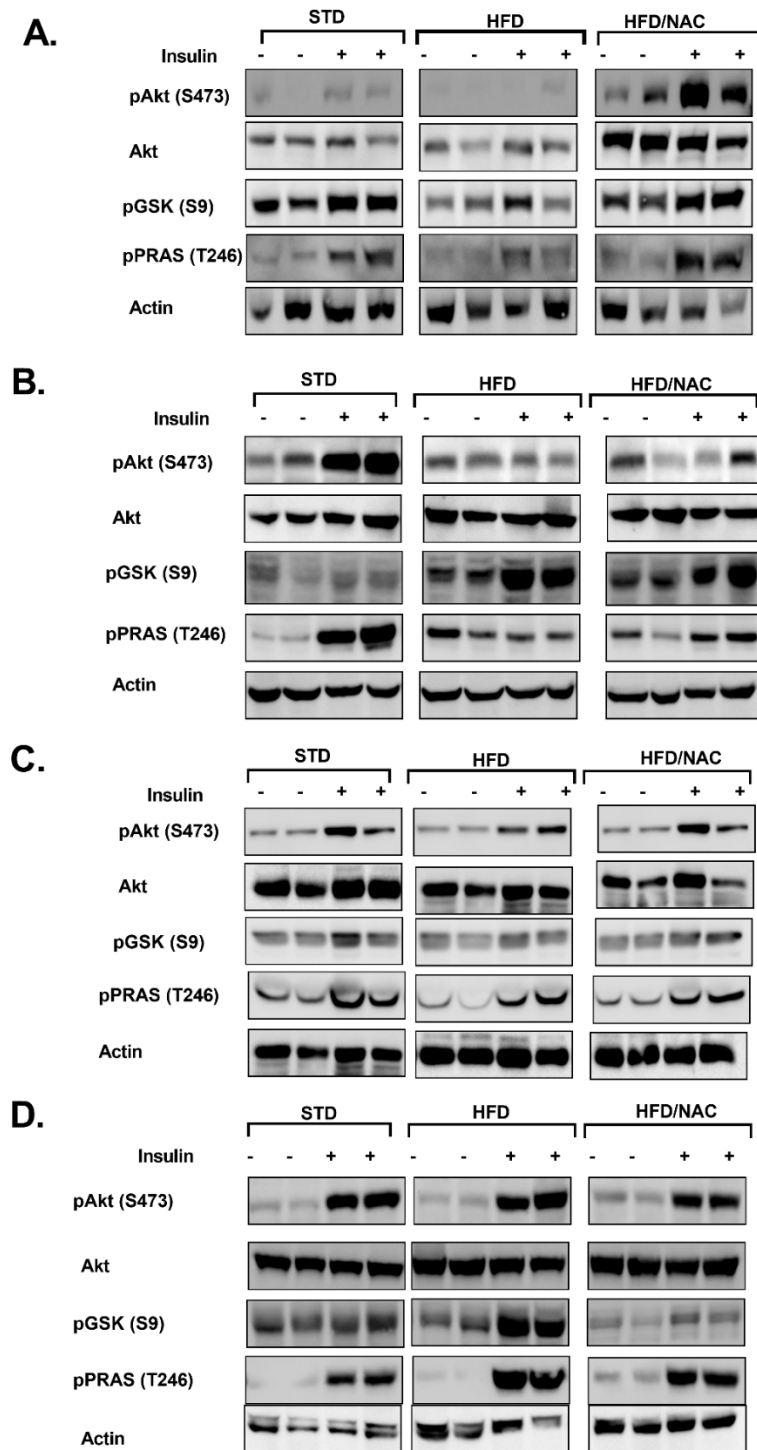 A.
STD HFD HFD/NAC
Insulin - - + + - - + + - - + +
pAkt (S473)
Akt
pGSK (S9)
pPRAS (T246)
Actin
B.
STD HFD HFD/NAC
Insulin - - + + - - + + - - + +
pAkt (S473)
Akt
pGSK (S9)
pPRAS (T246)
Actin
C.
STD HFD HFD/NAC
Insulin - - + + - - + + - - + +
pAkt (S473)
Akt
pGSK (S9)
pPRAS (T246)
Actin
D.
STD HFD HFD/NAC
Insulin - - + + - - + + - - + +
pAkt (S473)
Akt
pGSK (S9)
pPRAS (T246)
Actin